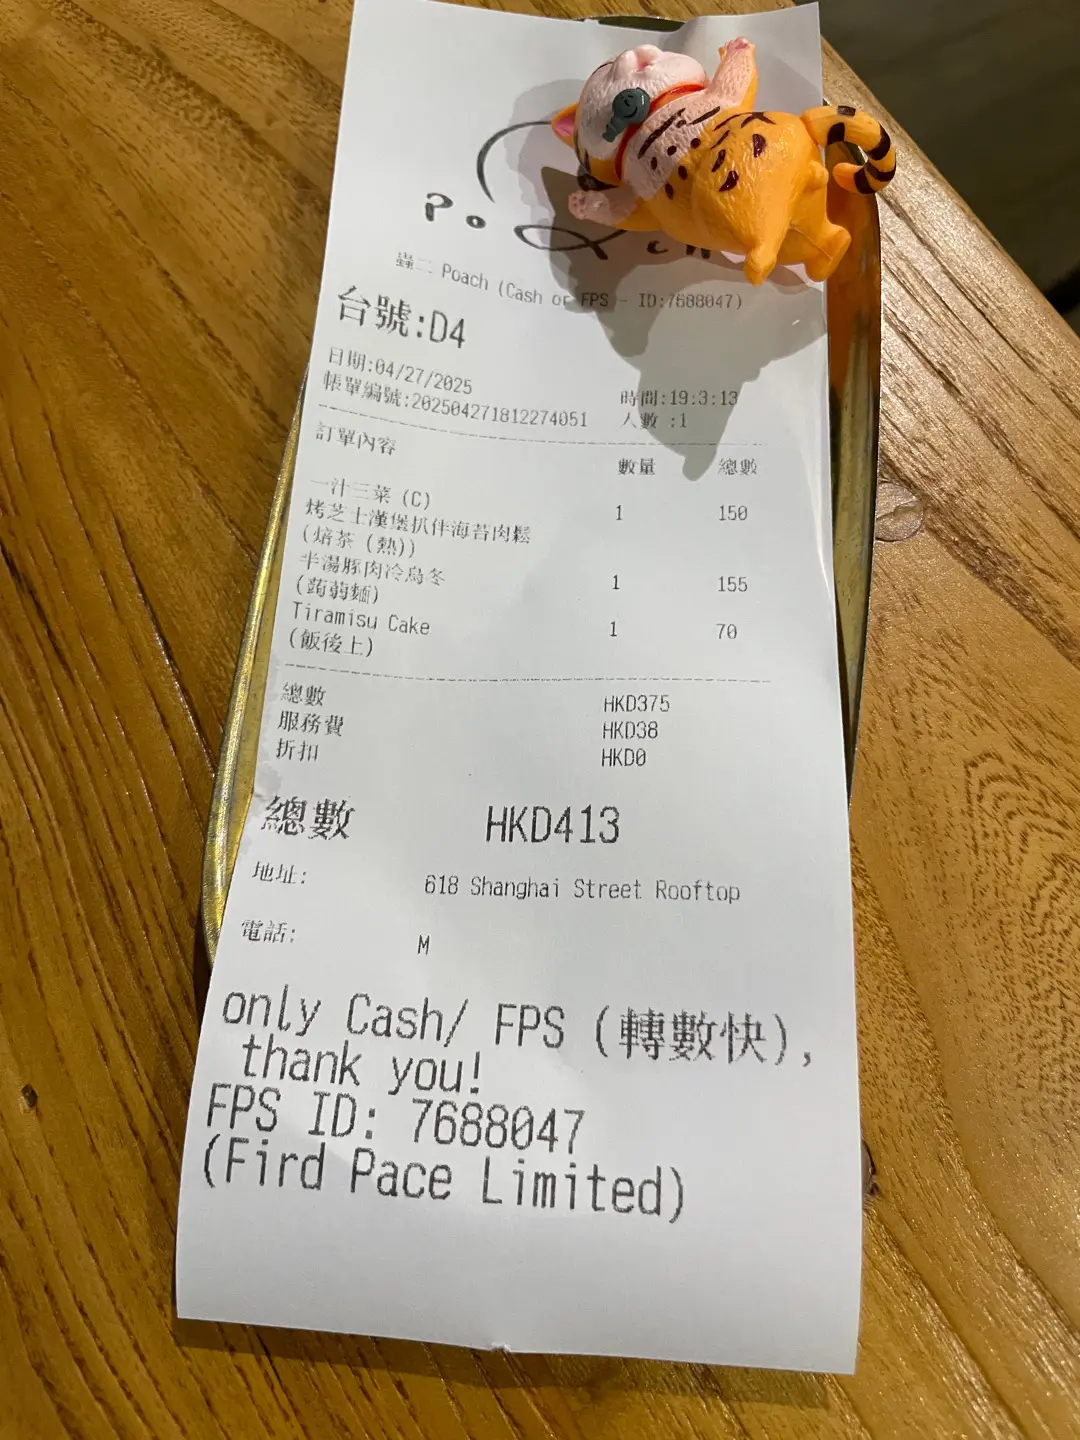 蟲二 Poach (Cash or FPS - ID:7688047)
台號:D4
日期:04/27/2025 時間:19:3:13
帳單編號:202504271812274051 人數 :1
訂單內容 數量 總數
一汁三菜 (C) 1 150
烤芝士漢堡扒伴海苔肉鬆
(焙茶 (熱))
半湯豚肉冷烏冬 1 155
(蒟蒻麵)
Tiramisu Cake 1 70
(飯後上)
總數 HKD375
服務費 HKD38
折扣 HKD0
總數 HKD413
地址: 618 Shanghai Street Rooftop
電話: M
only Cash/ FPS (轉數快),
thank you!
FPS ID: 7688047
(Fird Pace Limited)